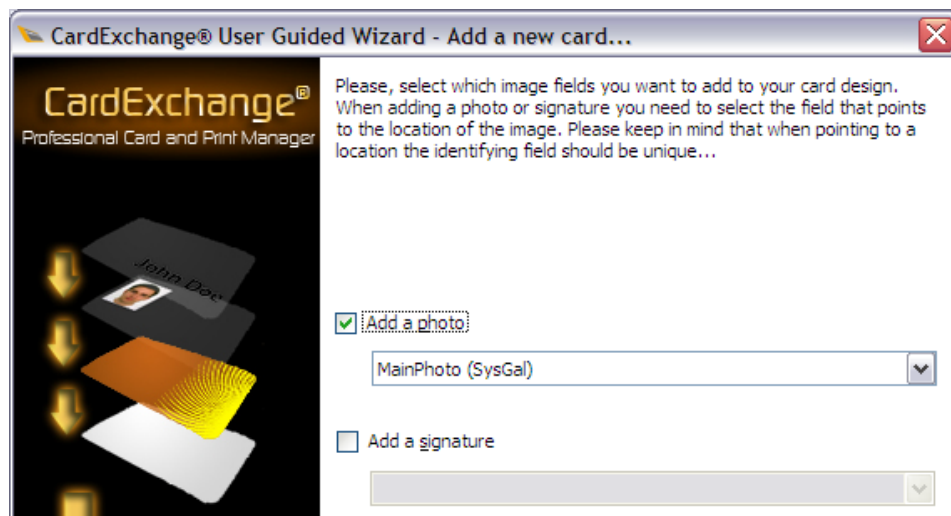 CardExchange® User Guided Wizard - Add a new card...
CardExchange®
Professional Card and Print Manager
John Doe
Please, select which image fields you want to add to your card design.
When adding a photo or signature you need to select the field that points
to the location of the image. Please keep in mind that when pointing to a
location the identifying field should be unique...
Add a photo
MainPhoto (SysGal)
Add a signature